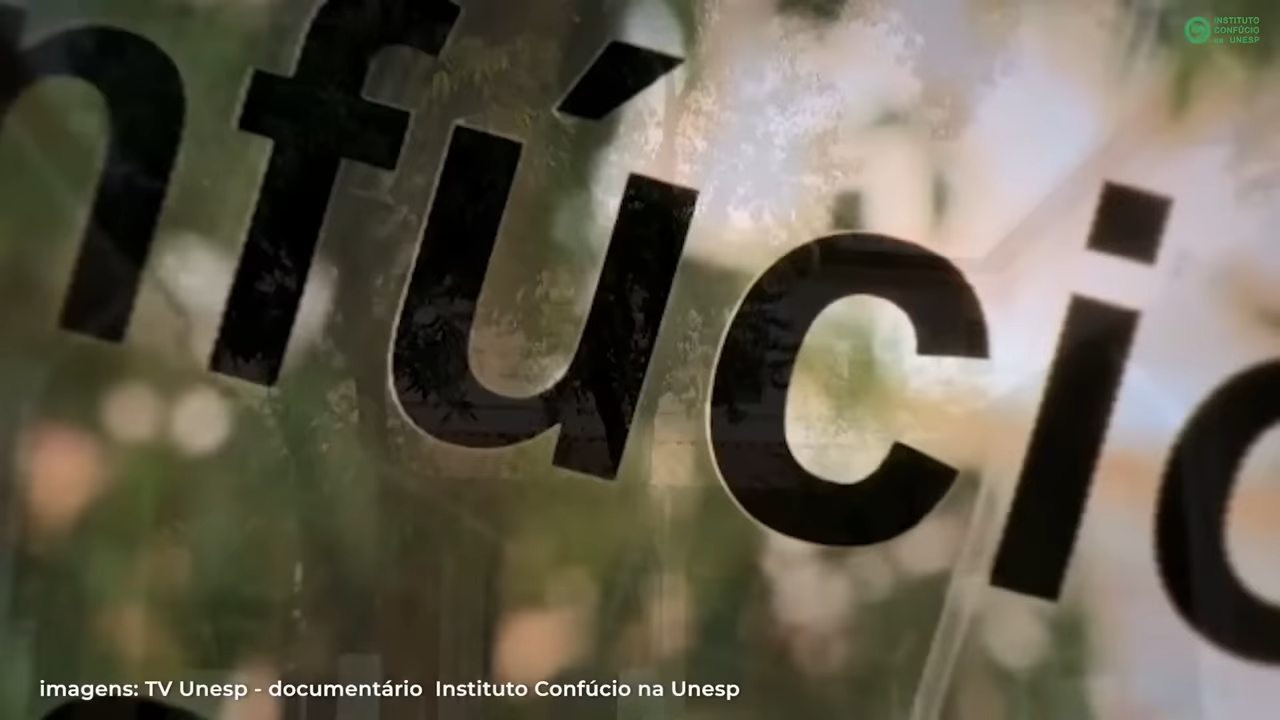 INSTITUTO
CONFÚCIO
na UNESP
nfúcio
imagens: TV Unesp - documentário Instituto Confúcio na Unesp